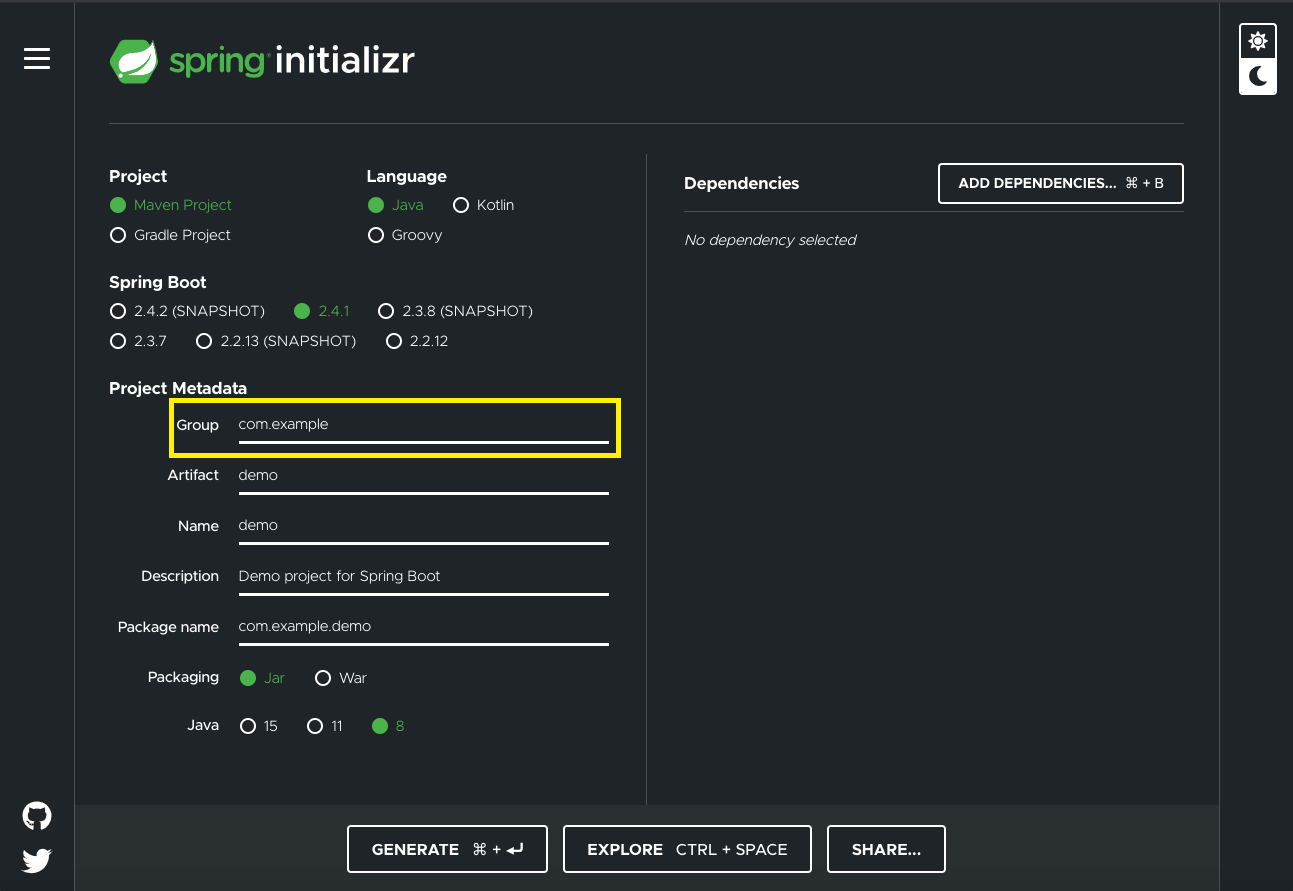 spring initializr
Project
Maven Project
Gradle Project
Language
Java Kotlin
Groovy
Spring Boot
2.4.2 (SNAPSHOT) 2.4.1 2.3.8 (SNAPSHOT)
2.3.7 2.2.13 (SNAPSHOT) 2.2.12
Project Metadata
Group com.example
Artifact demo
Name demo
Description Demo project for Spring Boot
Package name com.example.demo
Packaging Jar War
Java 15 11 8
Dependencies ADD DEPENDENCIES... ⌘ + B
No dependency selected
GENERATE ⌘ + ↵ EXPLORE CTRL + SPACE SHARE...